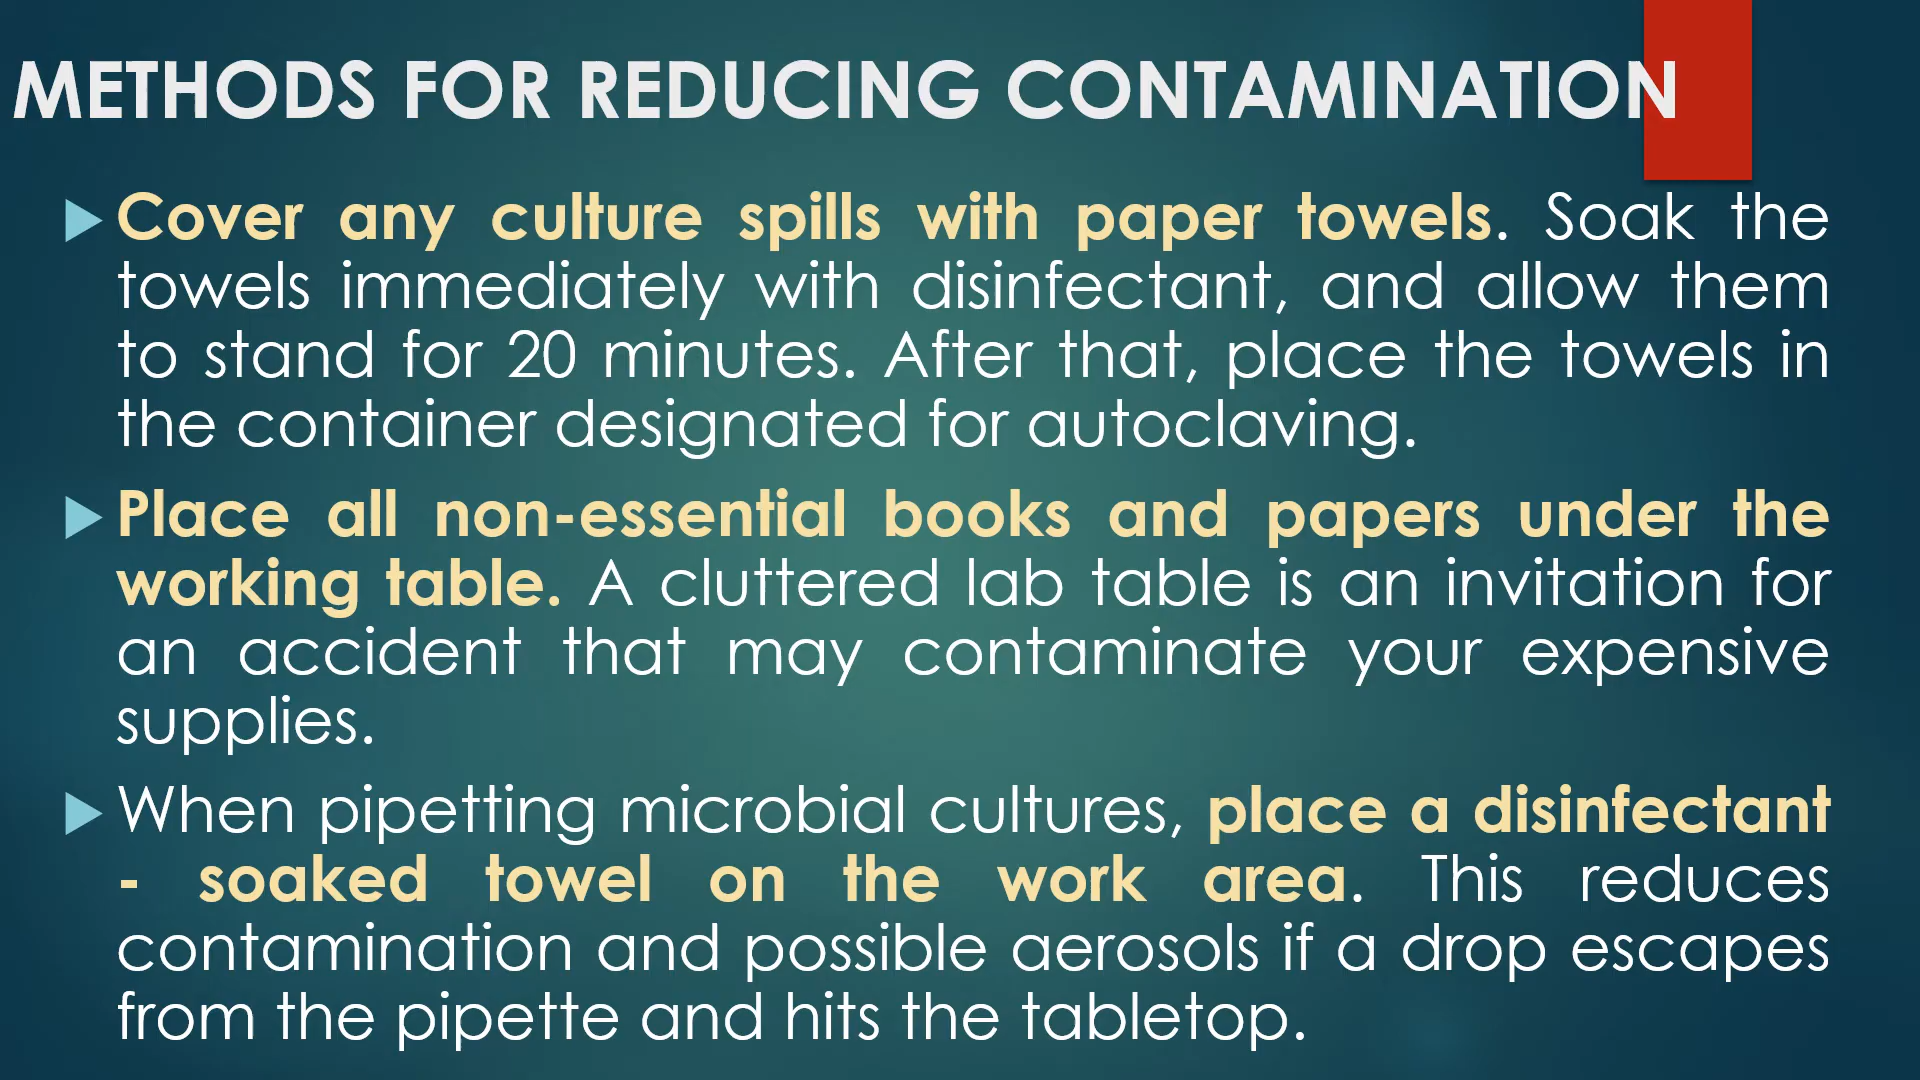 METHODS FOR REDUCING CONTAMINATION
Cover any culture spills with paper towels. Soak the
towels immediately with disinfectant, and allow them
to stand for 20 minutes. After that, place the towels in
the container designated for autoclaving.
Place all non-essential books and papers under the
working table. A cluttered lab table is an invitation for
an accident that may contaminate your expensive
supplies.
When pipetting microbial cultures, place a disinfectant
- soaked towel on the work area. This reduces
contamination and possible aerosols if a drop escapes
from the pipette and hits the tabletop.